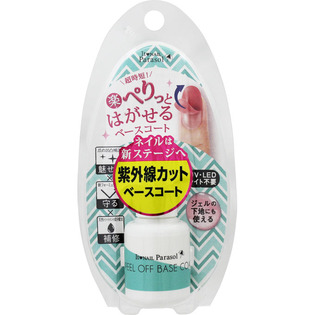 It's NAIL
Parasol
超時短!
楽 ぺりっと
はがせる
ベースコート
ネイルは
新ステージへ
紫外線カット
ベースコート
魅せ
守る
補修
UV・LED
ライト不要
ジェルの
下地にも
使える
Parasol
PEEL OFF BASE CO